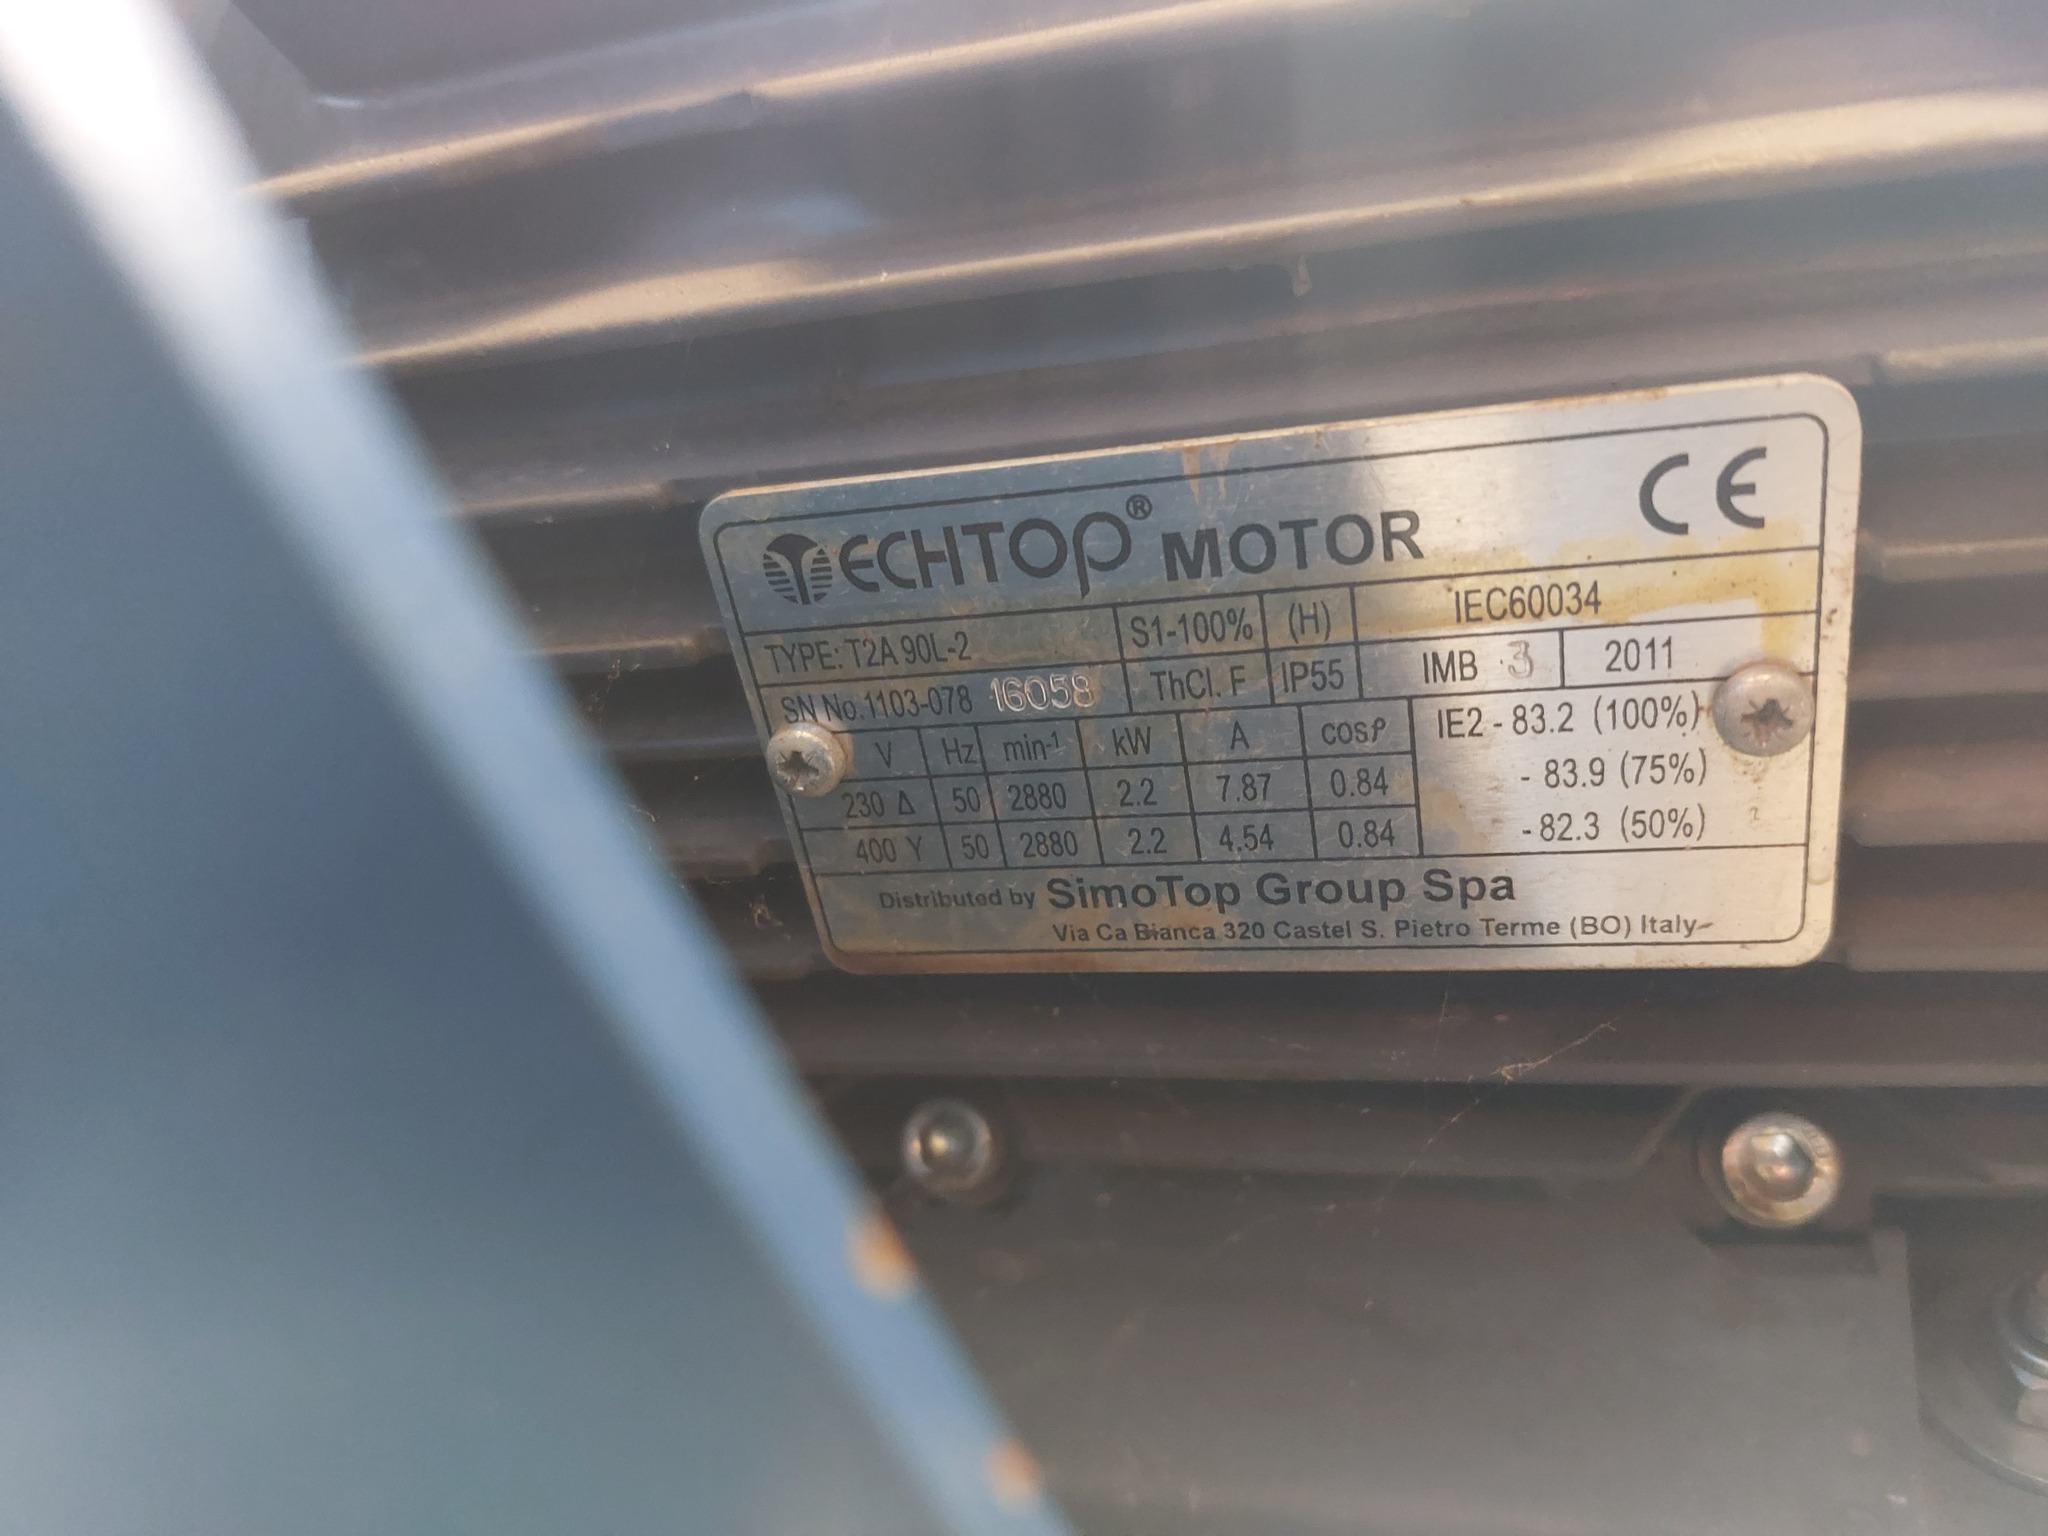 TECHTOP® MOTOR CE
TYPE: T2A 90L-2 S1-100% (H) IEC60034
SN No.1103-078 16058 ThCl. F IP55 IMB 3 2011
V Hz min-1 kW A cosρ IE2 - 83.2 (100%)
230 Δ 50 2880 2.2 7.87 0.84 - 83.9 (75%)
400 Y 50 2880 2.2 4.54 0.84 - 82.3 (50%)
Distributed by SimoTop Group Spa
Via Ca Bianca 320 Castel S. Pietro Terme (BO) Italy